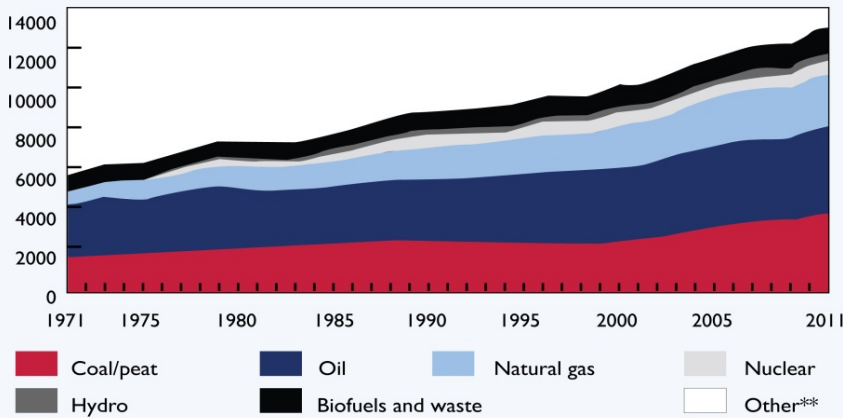 14000
12000
10000
8000
6000
4000
2000
0
1971 1975 1980 1985 1990 1995 2000 2005 2011
Coal/peat Oil Natural gas Nuclear
Hydro Biofuels and waste Other**